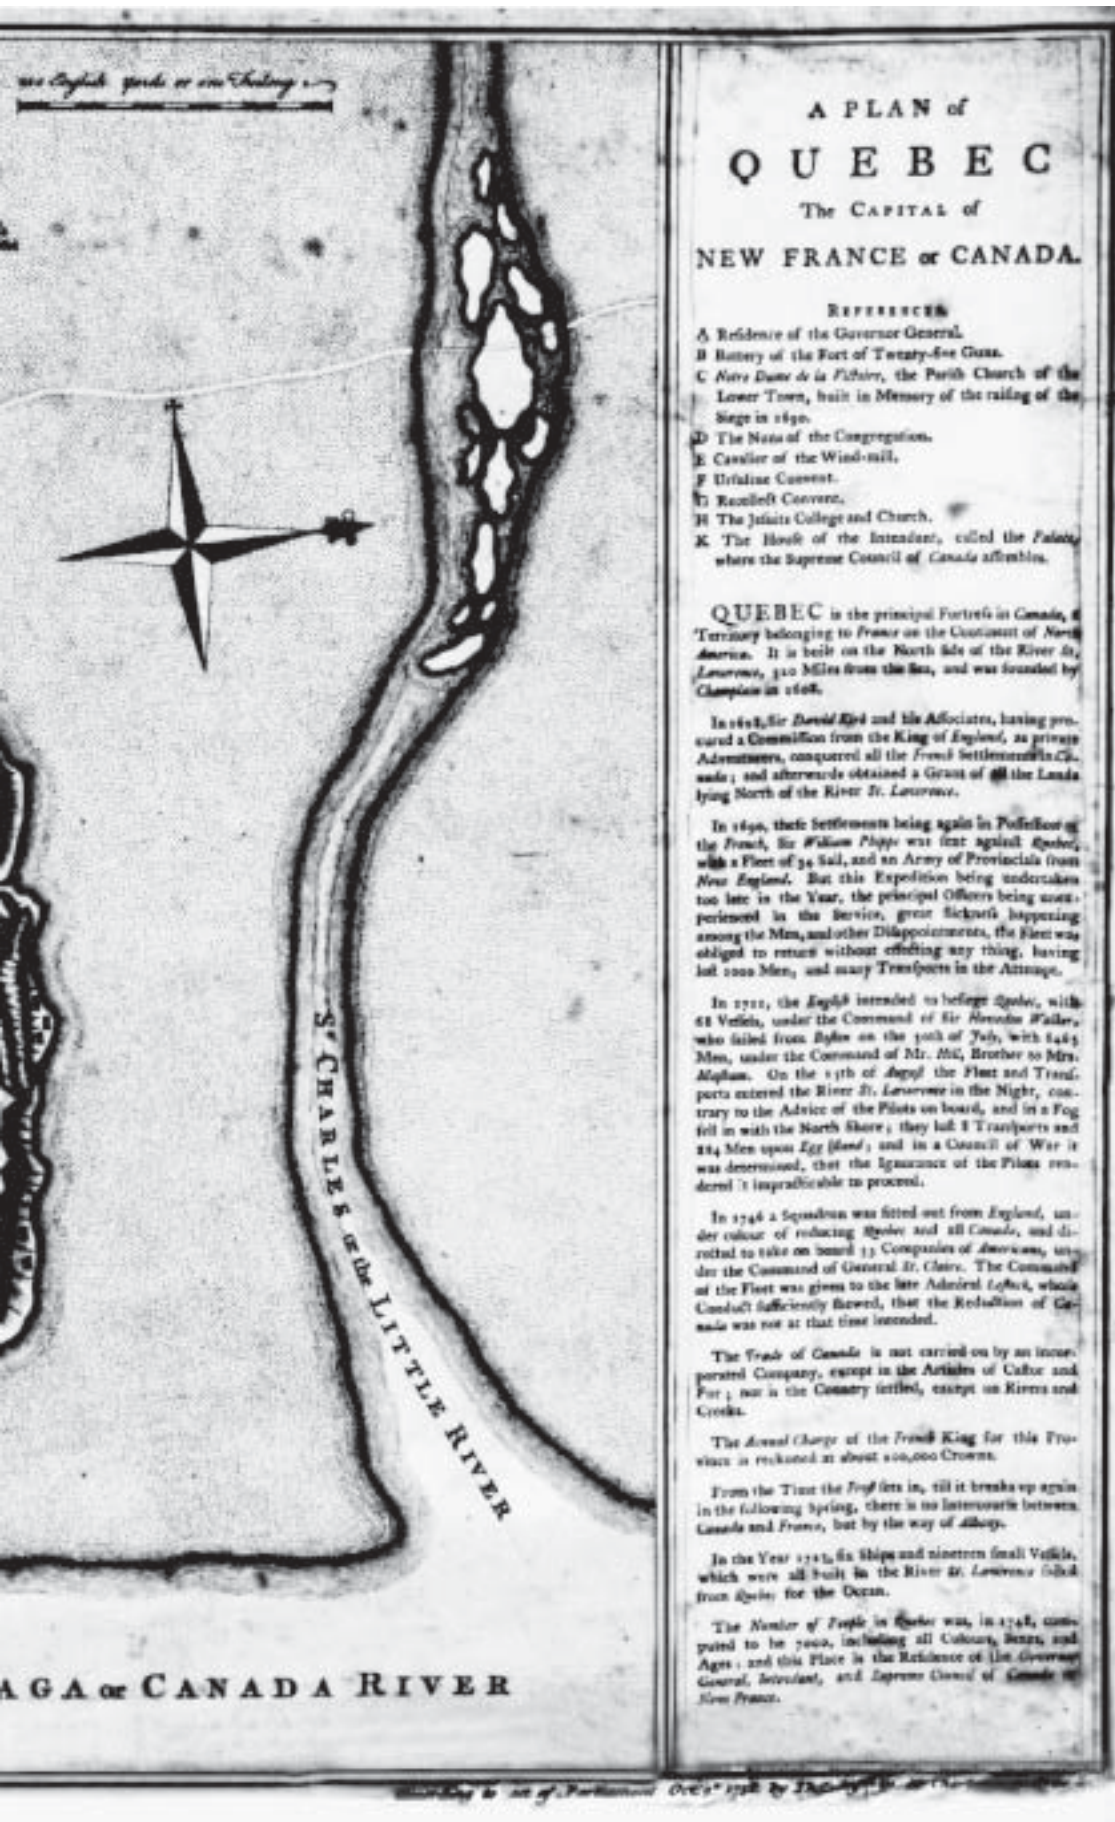 English yards or one Furlong
A PLAN of
QUEBEC
The CAPITAL of
NEW FRANCE or CANADA.
REFERENCES.
A Reſidence of the Governor General.
B Battery of the Fort of Twenty-five Guns.
C Notre Dame de la Victoire, the Pariſh Church of the
Lower Town, built in Memory of the raiſing of the
Siege in 1690.
D The Nuns of the Congregation.
E Cavalier of the Wind-mill.
F Urſuline Convent.
G Recollect Convent.
H The Jeſuits College and Church.
K The Houſe of the Intendant, called the Palace,
where the Supreme Council of Canada aſſembles.
QUEBEC is the principal Fortreſs in Canada, a
Territory belonging to France on the Continent of North
America. It is built on the North ſide of the River St.
Lawrence, 320 Miles from the Sea, and was founded by
Champlain in 1608.
In 1628, Sir David Kirk and his Aſſociates, having pro-
cured a Commiſſion from the King of England, as private
Adventurers, conquered all the French Settlements in Ca-
nada; and afterwards obtained a Grant of all the Lands
lying North of the River St. Lawrence.
In 1690, theſe Settlements being again in Poſſeſſion of
the French, Sir William Phipps was ſent againſt Quebec,
with a Fleet of 34 Sail, and an Army of Provincials from
New England. But this Expedition being undertaken
too late in the Year, the principal Officers being unex-
perienced in the Service, great Sickneſs happening
among the Men, and other Diſappointments, the Fleet was
obliged to return without effecting any thing, having
loſt 1000 Men, and many Tranſports in the Attempt.
In 1711, the Engliſh intended to beſiege Quebec, with
68 Veſſels, under the Command of Sir Hovenden Walker,
who ſailed from Boſton on the 30th of July, with 6463
Men, under the Command of Mr. Hill, Brother to Mrs.
Maſham. On the the Fleet and Tranſ-
ports entered the River St. Lawrence in the Night, con-
trary to the Advice of the Pilots on board, and in a Fog
fell in with the North Shore; they loſt 8 Tranſports and
884 Men upon Egg Iſland; and in a Council of War it
was determined, that the Ignorance of the Pilots ren-
dered it impracticable to proceed.
In 1746 a Squadron was fitted out from England, un-
der colour of reducing Quebec and all Canada, and di-
rected to take on board 33 Companies of Americans, un-
der the Command of General St. Claire. The Command
of the Fleet was given to the late Admiral Leſtock, whoſe
Conduct ſufficiently ſhewed, that the Reduction of Ca-
nada was not at that time intended.
The Trade of Canada is not carried on by an incor-
porated Company, except in the Articles of Caſtor and
Fur; nor is the Country ſettled, except on Rivers and
Creeks.
The Annual Charge of the French King for this Pro-
vince is reckoned at about Crowns.
From the Time the Froſt ſets in, till it breaks up again
in the following Spring, there is no Intercourſe between
Canada and France, but by the way of Albany.
In the Year ſix Ships and nineteen ſmall Veſſels,
which were all built in the River St. Lawrence ſailed
from Quebec for the Ocean.
The Number of People in Quebec was, in 1748, com-
puted to be 7000, including all Colours, Sexes, and
Ages; and this Place is the Reſidence of the Governor
General, Intendant, and Supreme Council of Canada or
New France.
St CHARLES or the LITTLE RIVER
AGA or CANADA RIVER
According to act of Parliament Octr by